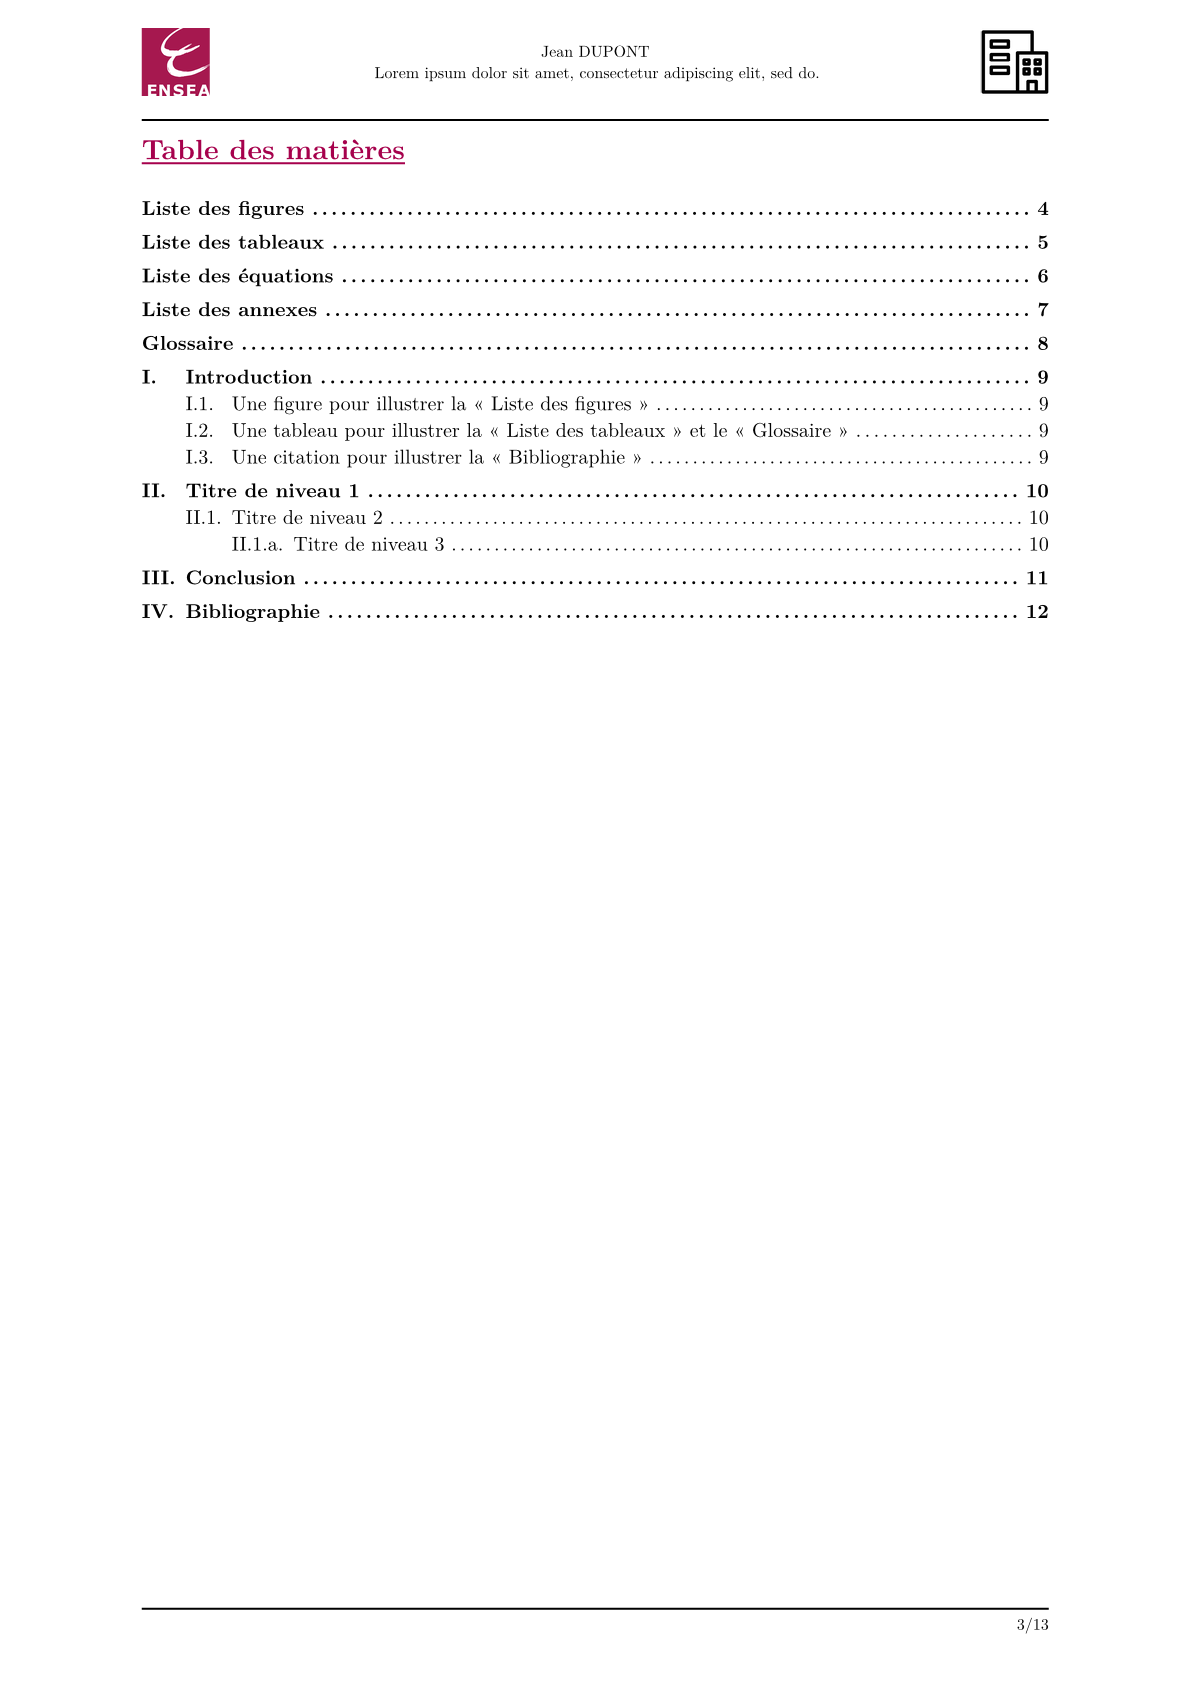 ENSEA
Jean DUPONT
Lorem ipsum dolor sit amet, consectetur adipiscing elit, sed do.
Table des matières
Liste des figures ........................................................................... 4
Liste des tableaux ......................................................................... 5
Liste des équations ........................................................................ 6
Liste des annexes .......................................................................... 7
Glossaire ................................................................................... 8
I. Introduction ........................................................................... 9
I.1. Une figure pour illustrer la « Liste des figures » ............................................ 9
I.2. Une tableau pour illustrer la « Liste des tableaux » et le « Glossaire » .................... 9
I.3. Une citation pour illustrer la « Bibliographie » ............................................. 9
II. Titre de niveau 1 ..................................................................... 10
II.1. Titre de niveau 2 .......................................................................... 10
II.1.a. Titre de niveau 3 ................................................................... 10
III. Conclusion ........................................................................... 11
IV. Bibliographie ......................................................................... 12
3/13